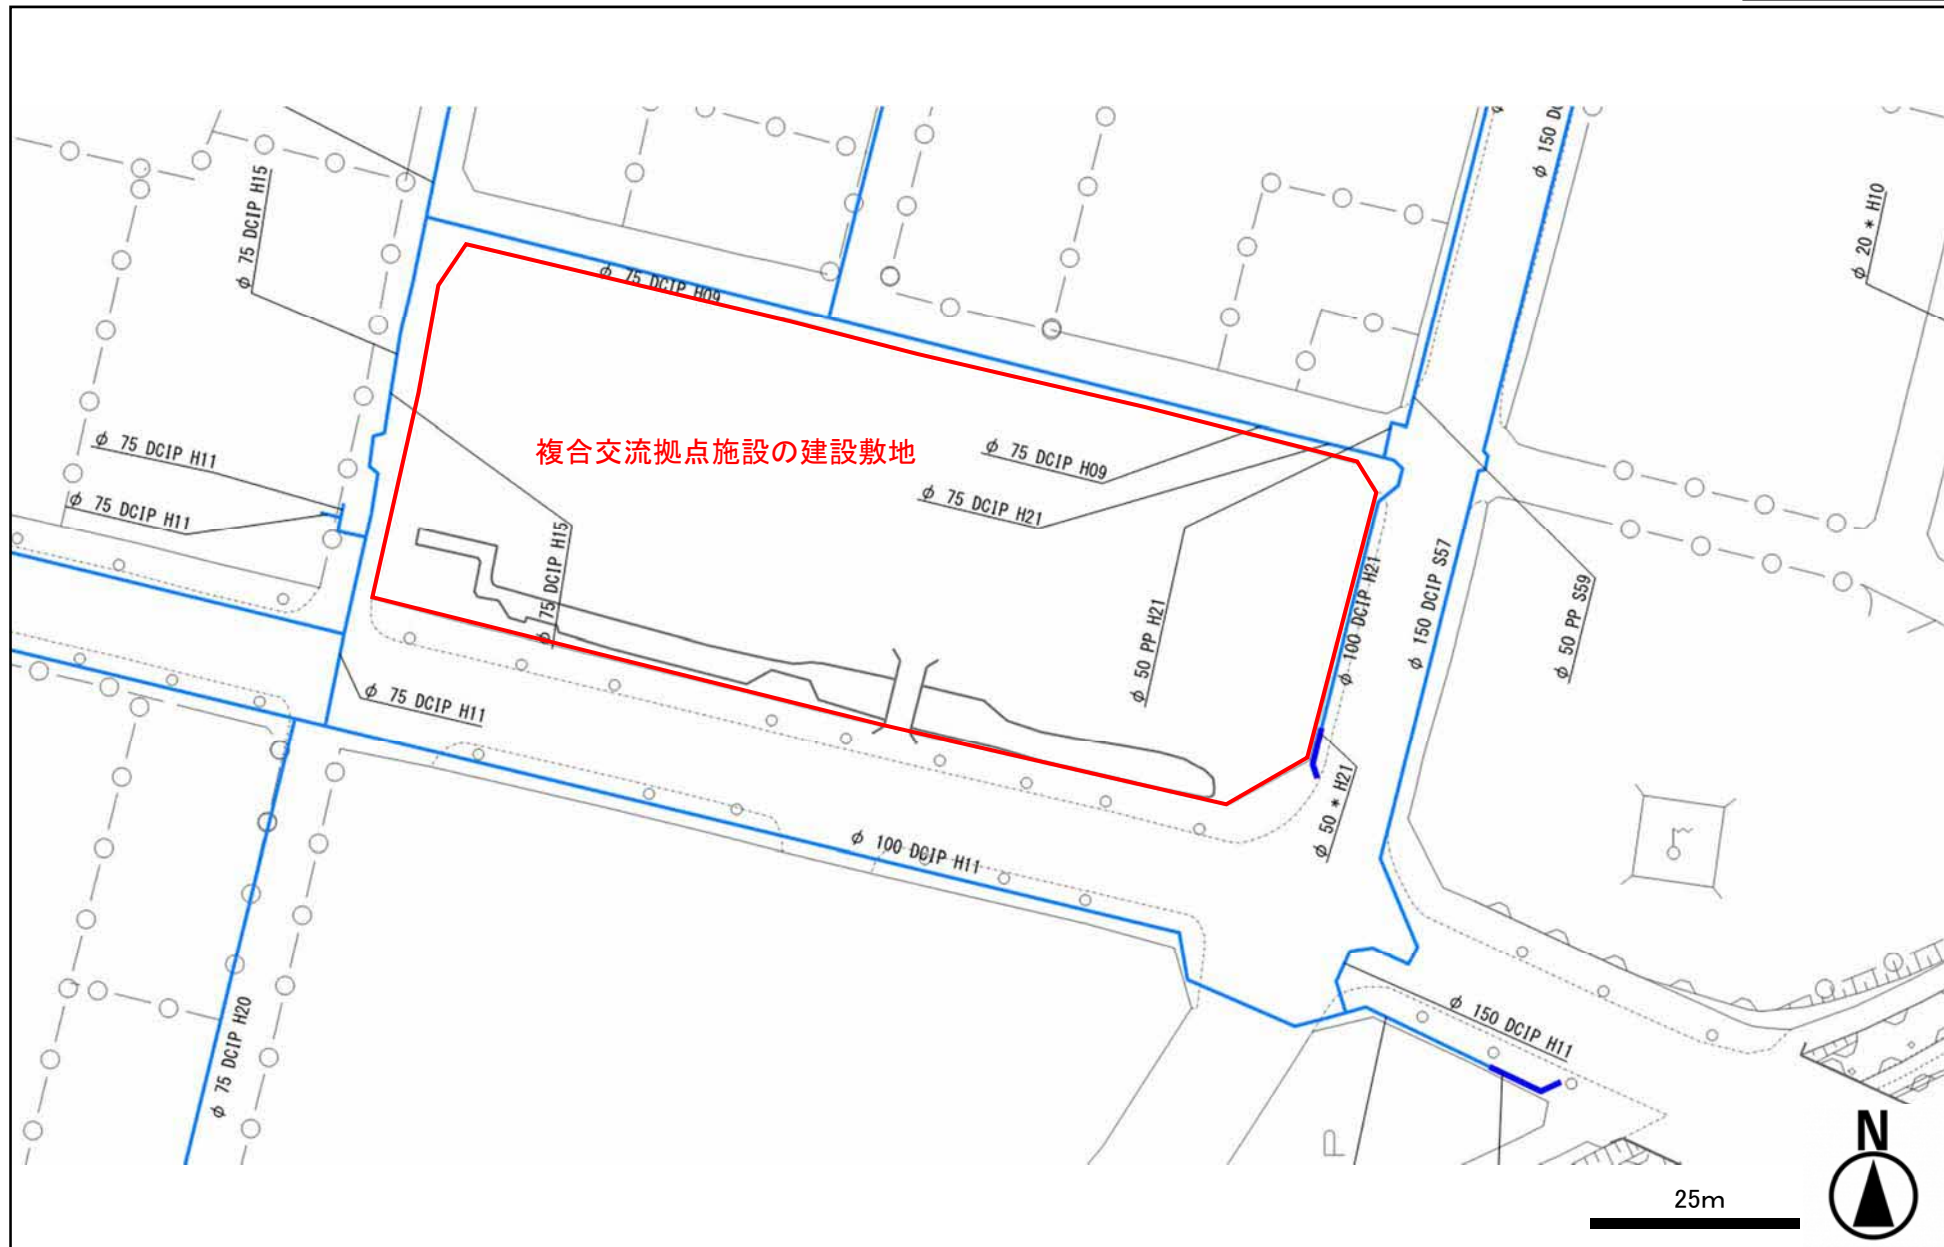 φ 150 DC
φ 75 DCIP H15
φ 20 * H10
φ 75 DCIP H09
φ 75 DCIP H11
複合交流拠点施設の建設敷地
φ 75 DCIP H09
φ 75 DCIP H11
φ 75 DCIP H21
φ 75 DCIP H15
φ 100 DCIP H21
φ 150 DCIP S57
φ 50 PP H21
φ 50 PP S59
φ 75 DCIP H11
φ 50 * H21
φ 100 DCIP H11
φ 75 DCIP H20
φ 150 DCIP H11
N
25m